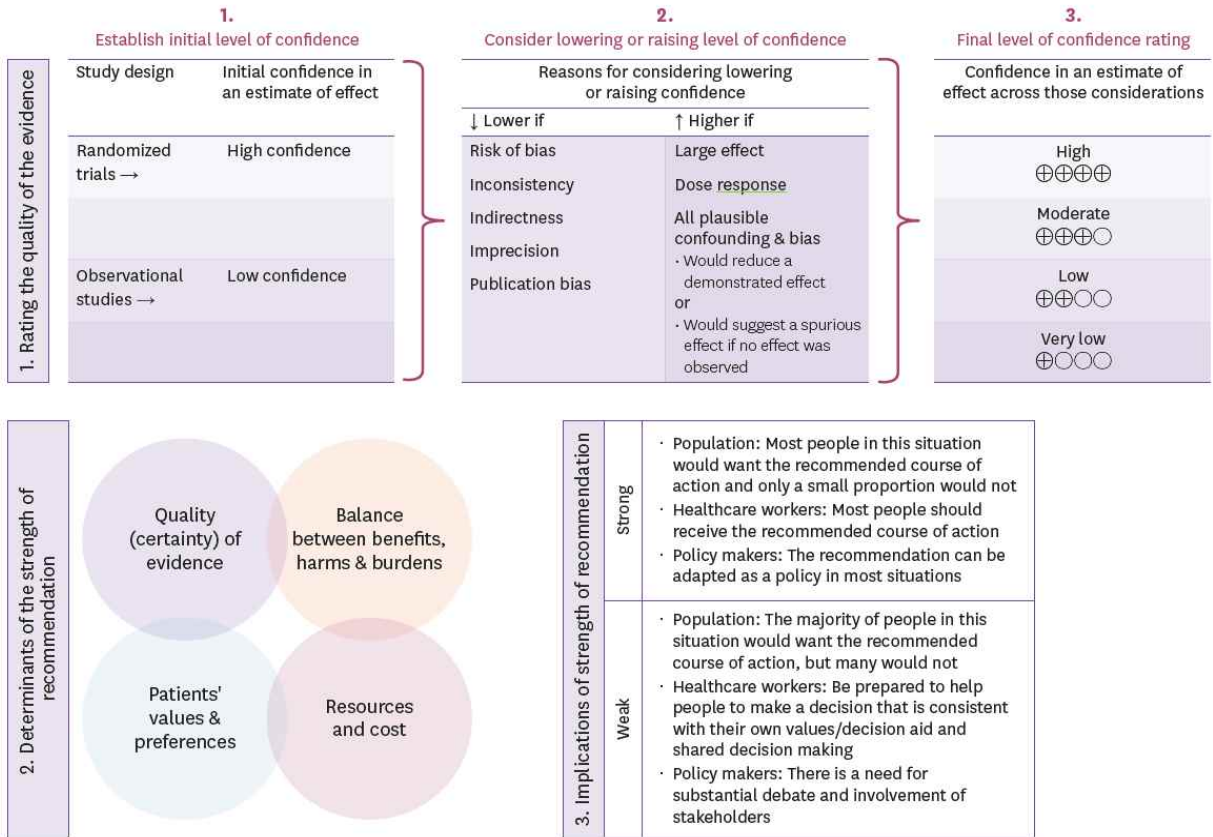 1.
Establish initial level of confidence
2.
Consider lowering or raising level of confidence
3.
Final level of confidence rating
1. Rating the quality of the evidence
Study design
Initial confidence in
an estimate of effect
Randomized
trials →
High confidence
Observational
studies →
Low confidence
Reasons for considering lowering
or raising confidence
↓ Lower if
↑ Higher if
Risk of bias
Inconsistency
Indirectness
Imprecision
Publication bias
Large effect
Dose response
All plausible
confounding & bias
· Would reduce a
demonstrated effect
or
· Would suggest a spurious
effect if no effect was
observed
Confidence in an estimate of
effect across those considerations
High
⊕⊕⊕⊕
Moderate
⊕⊕⊕○
Low
⊕⊕○○
Very low
⊕○○○
2. Determinants of the strength of
recommendation
Quality
(certainty) of
evidence
Balance
between benefits,
harms & burdens
Patients'
values &
preferences
Resources
and cost
3. Implications of strength of recommendation
Strong
· Population: Most people in this situation
would want the recommended course of
action and only a small proportion would not
· Healthcare workers: Most people should
receive the recommended course of action
· Policy makers: The recommendation can be
adapted as a policy in most situations
Weak
· Population: The majority of people in this
situation would want the recommended
course of action, but many would not
· Healthcare workers: Be prepared to help
people to make a decision that is consistent
with their own values/decision aid and
shared decision making
· Policy makers: There is a need for
substantial debate and involvement of
stakeholders